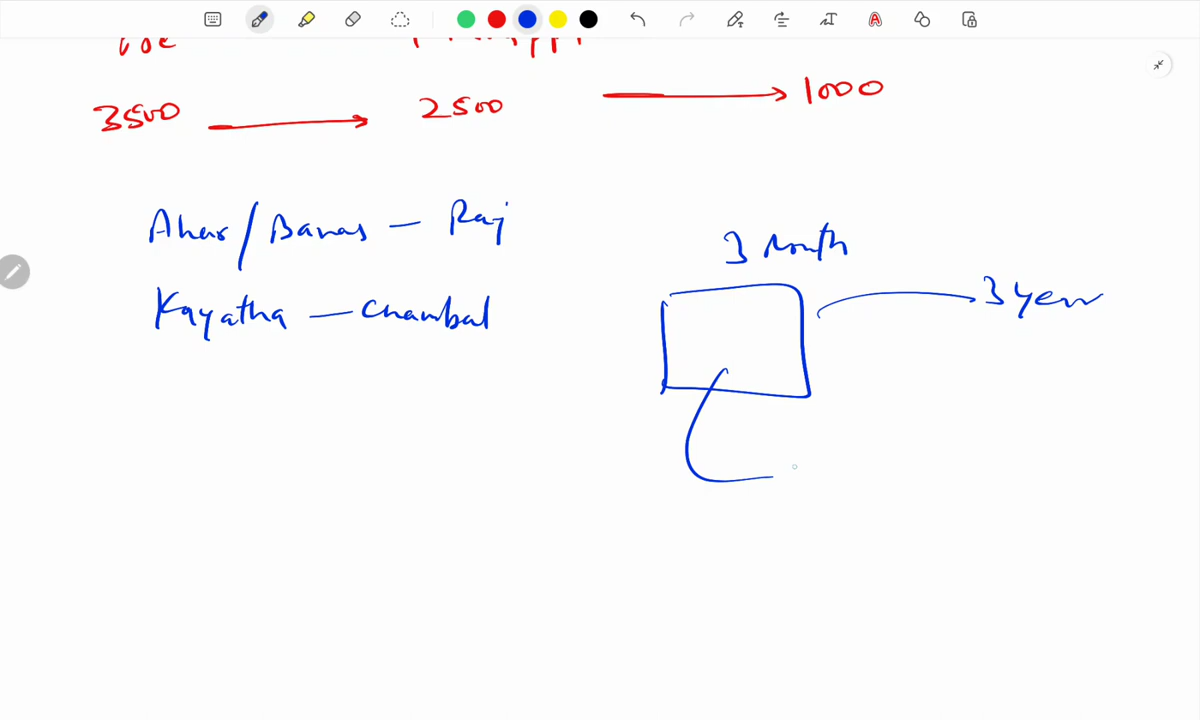 3500 → 2500 → 1000
Ahar/Banas — Raj
Kayatha — Chambal
3 Month
3 year